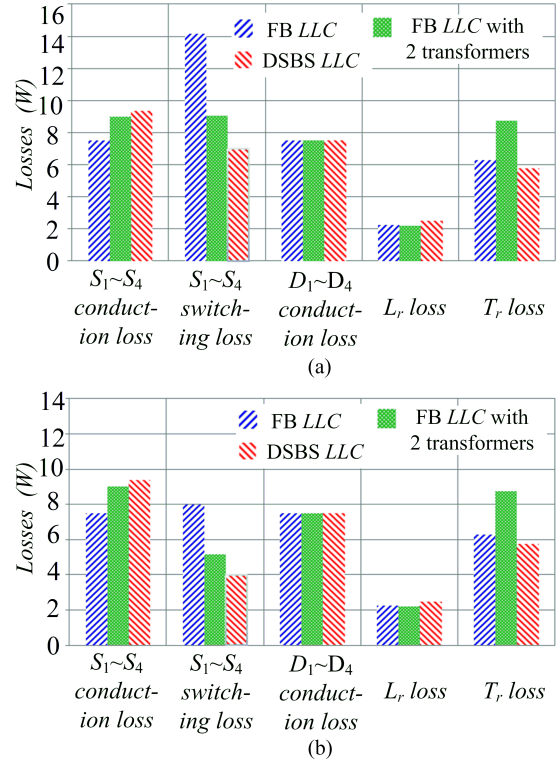 16
14
12
10
8
6
4
2
0
Losses (W)
FB LLC
DSBS LLC
FB LLC with
2 transformers
S1~S4
conduct-
ion loss
S1~S4
switch-
ing loss
D1~D4
conduct-
ion loss
Lr loss
Tr loss
(a)
14
12
10
8
6
4
2
0
Losses (W)
FB LLC
DSBS LLC
FB LLC with
2 transformers
S1~S4
conduct-
ion loss
S1~S4
switch-
ing loss
D1~D4
conduct-
ion loss
Lr loss
Tr loss
(b)